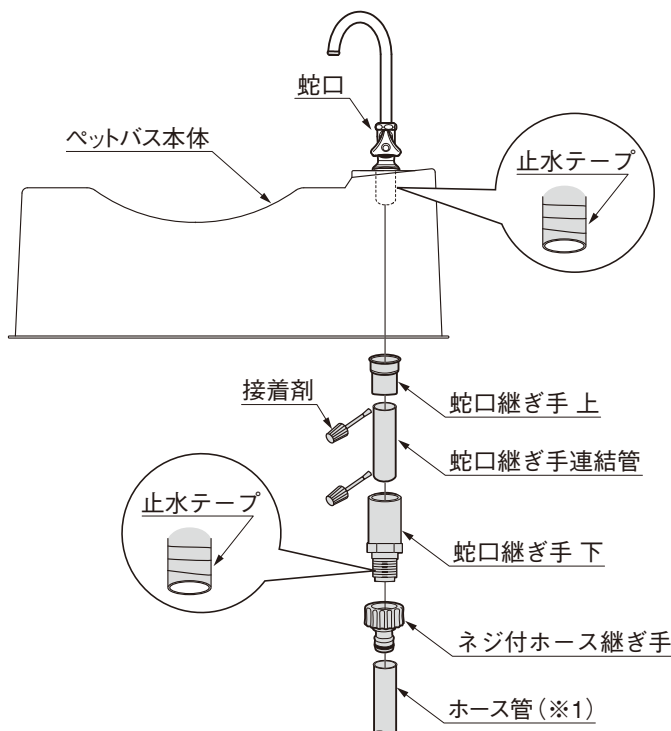 蛇口
ペットバス本体
止水テープ
接着剤
蛇口継ぎ手 上
蛇口継ぎ手連結管
止水テープ
蛇口継ぎ手 下
ネジ付ホース継ぎ手
ホース管(※1)